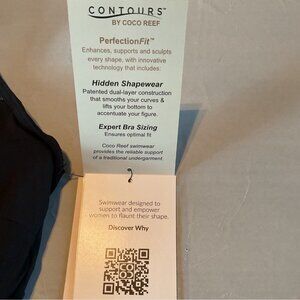 CONTOURS™
BY COCO REEF
PerfectionFit™
Enhances, supports and sculpts
every shape, with innovative
technology that includes:
Hidden Shapewear
Patented dual-layer construction
that smooths your curves &
lifts your bottom to
accentuate your figure.
Expert Bra Sizing
Ensures optimal fit
Coco Reef swimwear
provides the reliable support
of a traditional undergarment
Swimwear designed to
support and empower
women to flaunt their shape.
Discover Why